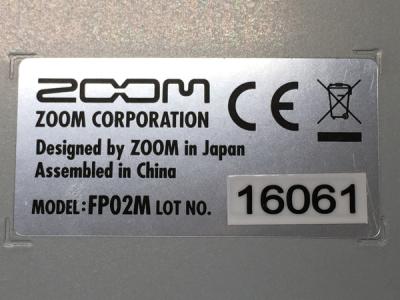 ZOOM CE
ZOOM CORPORATION
Designed by ZOOM in Japan
Assembled in China
MODEL:FP02M LOT NO. 16061